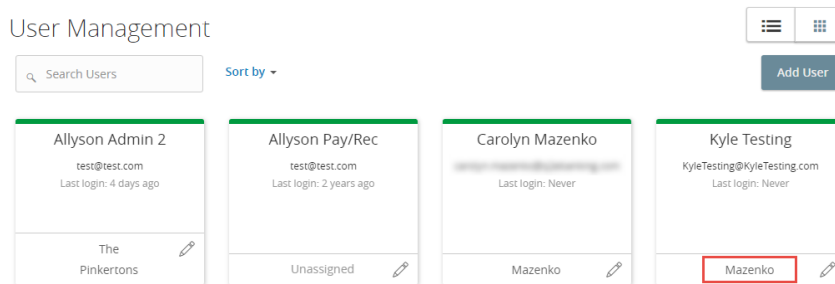 User Management
Search Users
Sort by
Add User
Allyson Admin 2
test@test.com
Last login: 4 days ago
The
Pinkertons
Allyson Pay/Rec
test@test.com
Last login: 2 years ago
Unassigned
Carolyn Mazenko
Last login: Never
Mazenko
Kyle Testing
KyleTesting@KyleTesting.com
Last login: Never
Mazenko